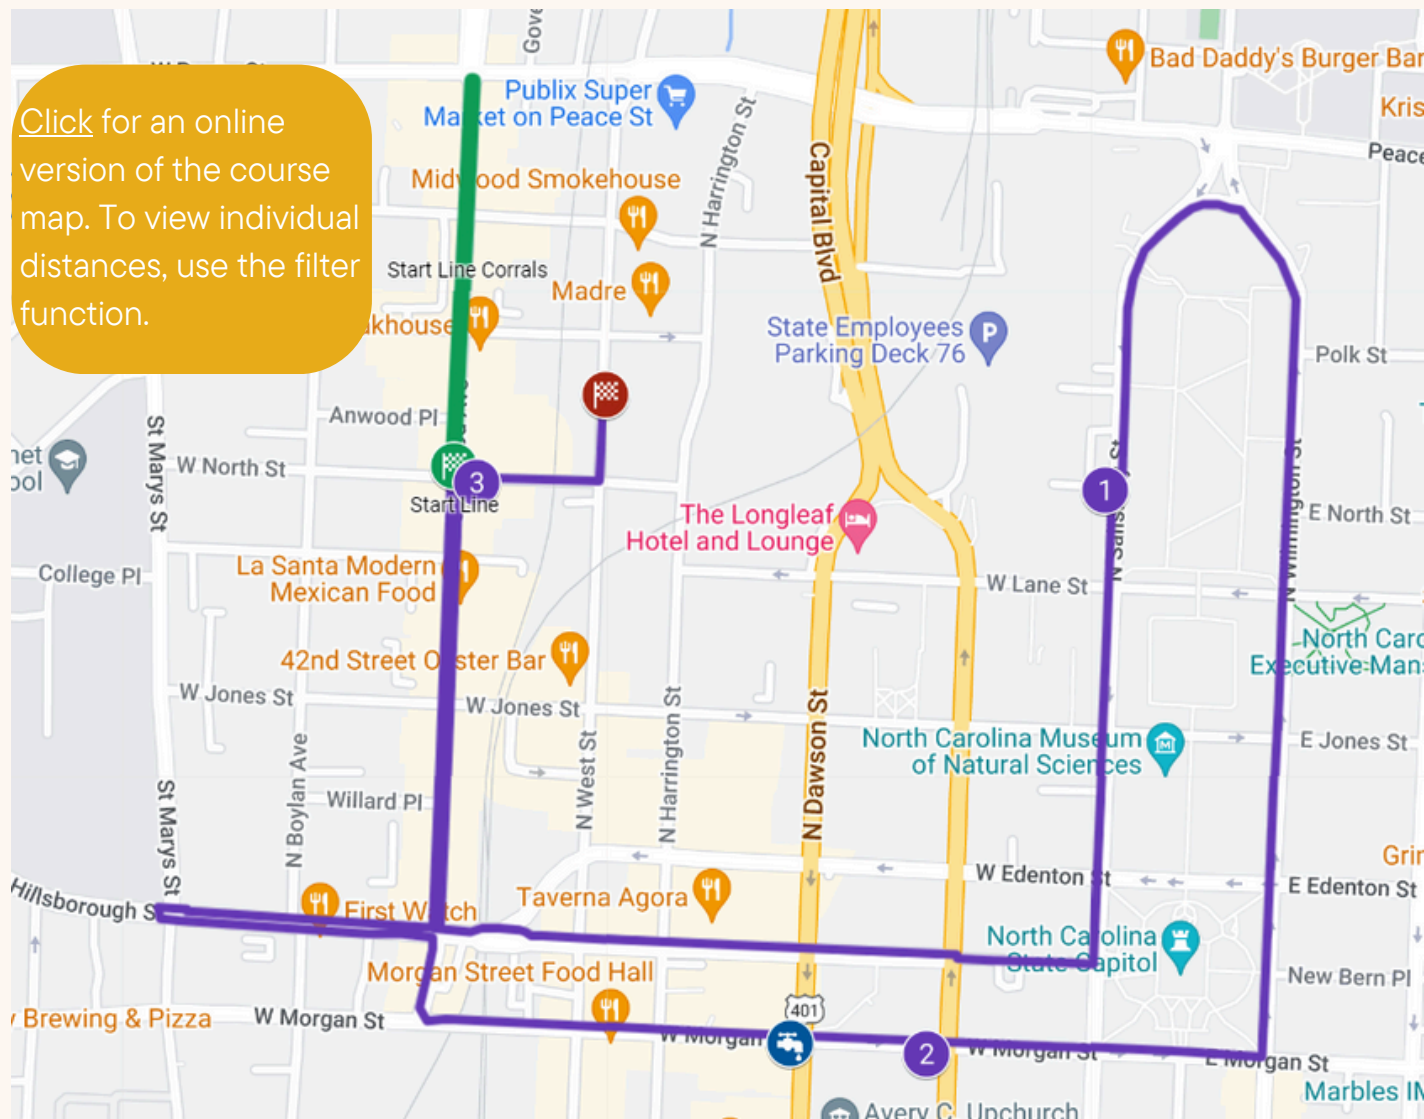 Click for an online
version of the course
map. To view individual
distances, use the filter
function.
Publix Super
Market on Peace St
Bad Daddy's Burger Bar
Capital Blvd
N Harrington St
Midwood Smokehouse
Start Line Corrals
Madre
State Employees
Parking Deck 76
Polk St
Anwood Pl
St Marys St
W North St
3
Start Line
1
The Longleaf
Hotel and Lounge
E North St
N Wilmington St
College Pl
La Santa Modern
Mexican Food
W Lane St
42nd Street Oyster Bar
W Jones St
W Jones St
N Dawson St
North Carolina Museum
of Natural Sciences
E Jones St
N Boylan Ave
Willard Pl
N West St
N Harrington St
St Marys St
W Edenton St
E Edenton St
Hillsborough St
First Watch
Taverna Agora
North Carolina
State Capitol
Morgan Street Food Hall
New Bern Pl
Brewing & Pizza
W Morgan St
401
W Morgan
2
W Morgan St
E Morgan St
Avery C. Upchurch